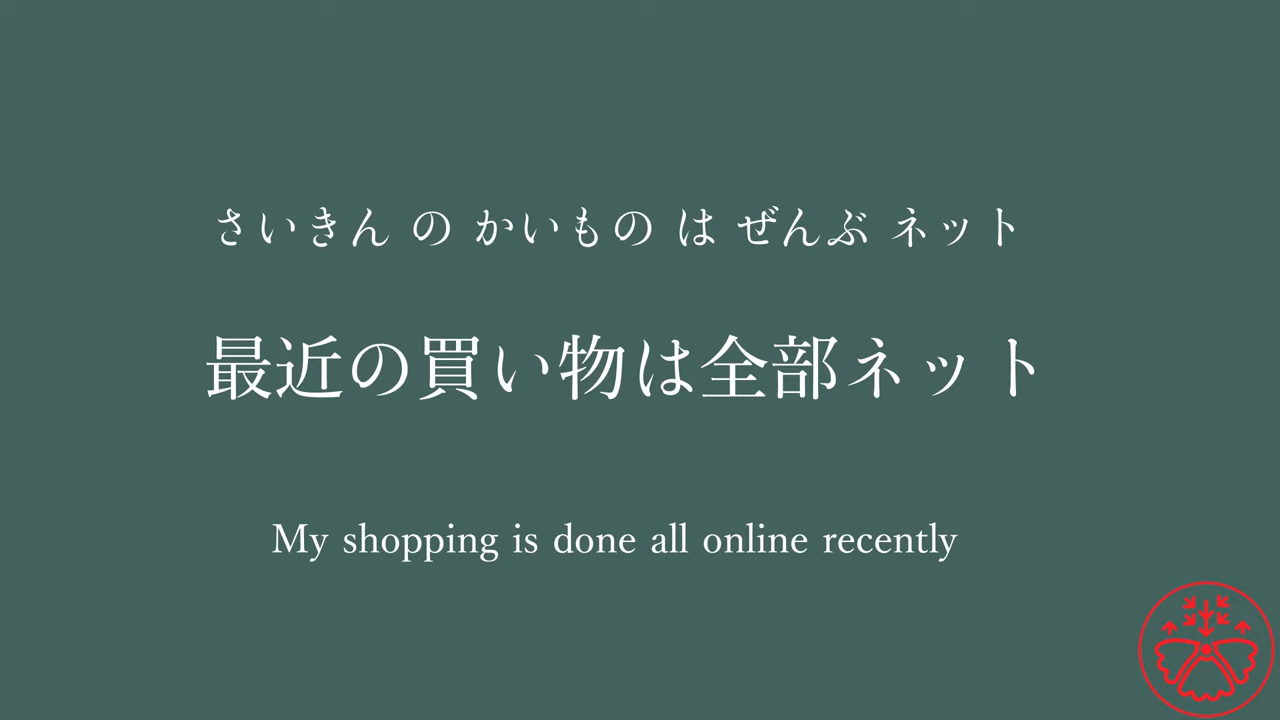 さいきん の かいもの は ぜんぶ ネット
最近の買い物は全部ネット
My shopping is done all online recently